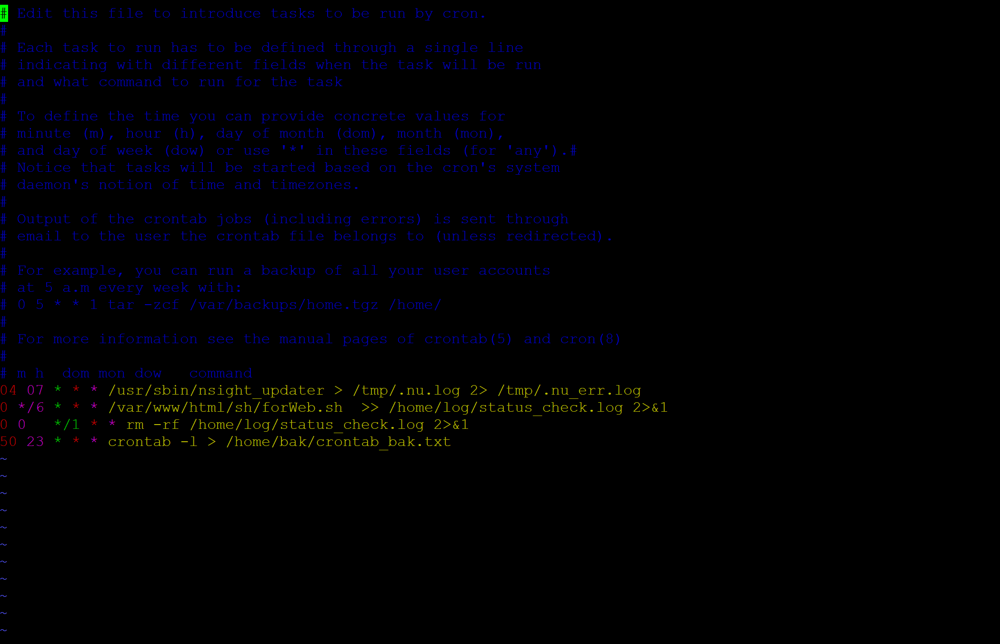 # Edit this file to introduce tasks to be run by cron.
#
# Each task to run has to be defined through a single line
# indicating with different fields when the task will be run
# and what command to run for the task
#
# To define the time you can provide concrete values for
# minute (m), hour (h), day of month (dom), month (mon),
# and day of week (dow) or use '*' in these fields (for 'any').#
# Notice that tasks will be started based on the cron's system
# daemon's notion of time and timezones.
#
# Output of the crontab jobs (including errors) is sent through
# email to the user the crontab file belongs to (unless redirected).
#
# For example, you can run a backup of all your user accounts
# at 5 a.m every week with:
# 0 5 * * 1 tar -zcf /var/backups/home.tgz /home/
#
# For more information see the manual pages of crontab(5) and cron(8)
#
# m h  dom mon dow   command
04 07 * * * /usr/sbin/nsight_updater > /tmp/.nu.log 2> /tmp/.nu_err.log
0 */6 * * * /var/www/html/sh/forWeb.sh  >> /home/log/status_check.log 2>&1
0 0   */1 * * rm -rf /home/log/status_check.log 2>&1
50 23 * * * crontab -l > /home/bak/crontab_bak.txt
~
~
~
~
~
~
~
~
~
~
~